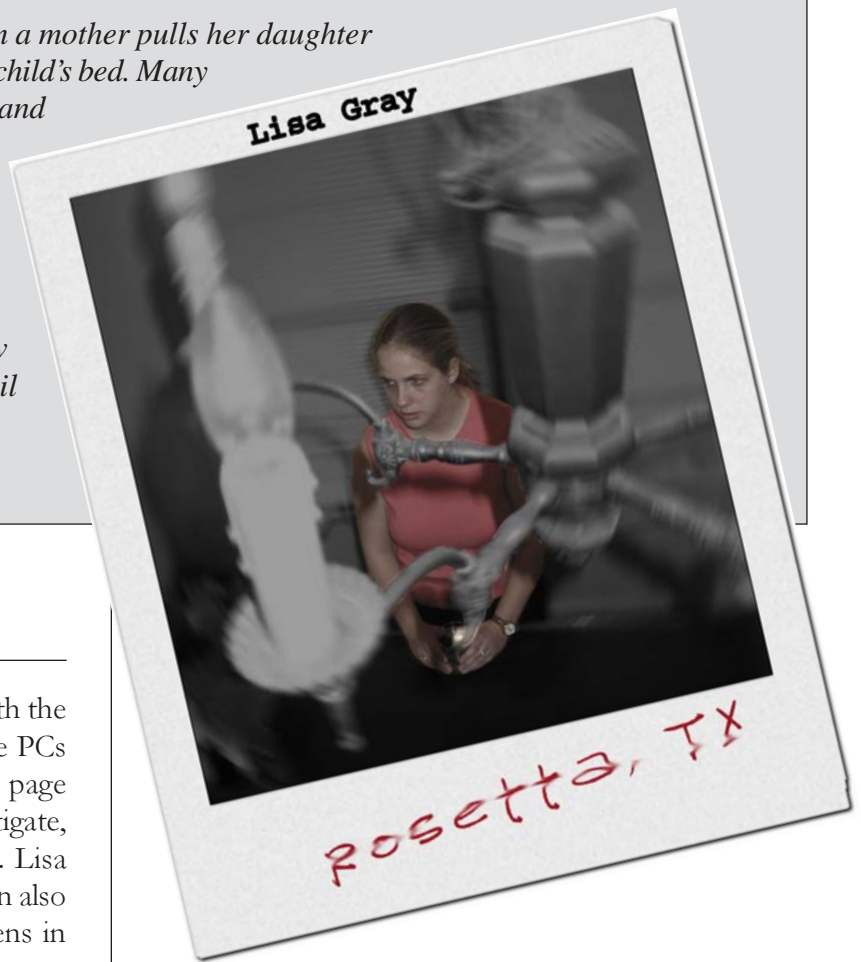 n a mother pulls her daughter
child's bed. Many
and
Lisa Gray
y
il
rosetta, TX
th the
e PCs
page
tigate,
. Lisa
n also
ens in